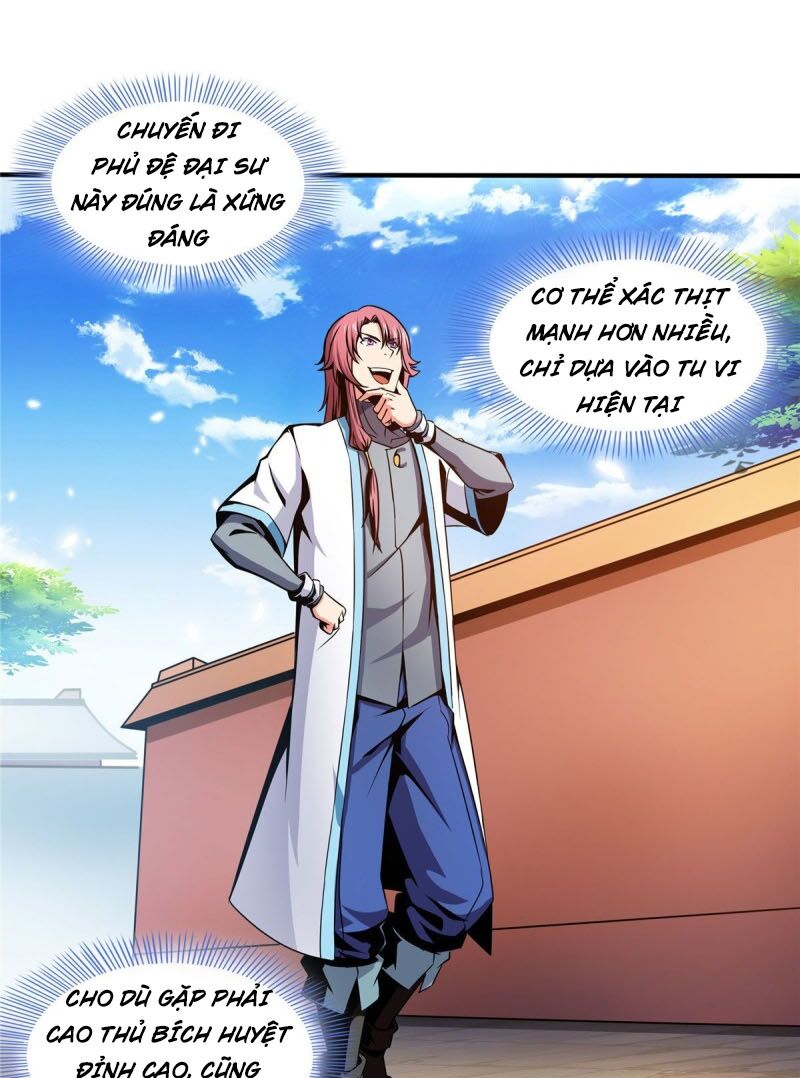 CHUYẾN ĐI
PHỦ ĐỆ ĐẠI SƯ
NÀY ĐÚNG LÀ XỨNG
ĐÁNG
CƠ THỂ XÁC THỊT
MẠNH HƠN NHIỀU,
CHỈ DỰA VÀO TU VI
HIỆN TẠI
CHO DÙ GẶP PHẢI
CAO THỦ BÍCH HUYỆT
ĐỈNH CAO, CŨNG